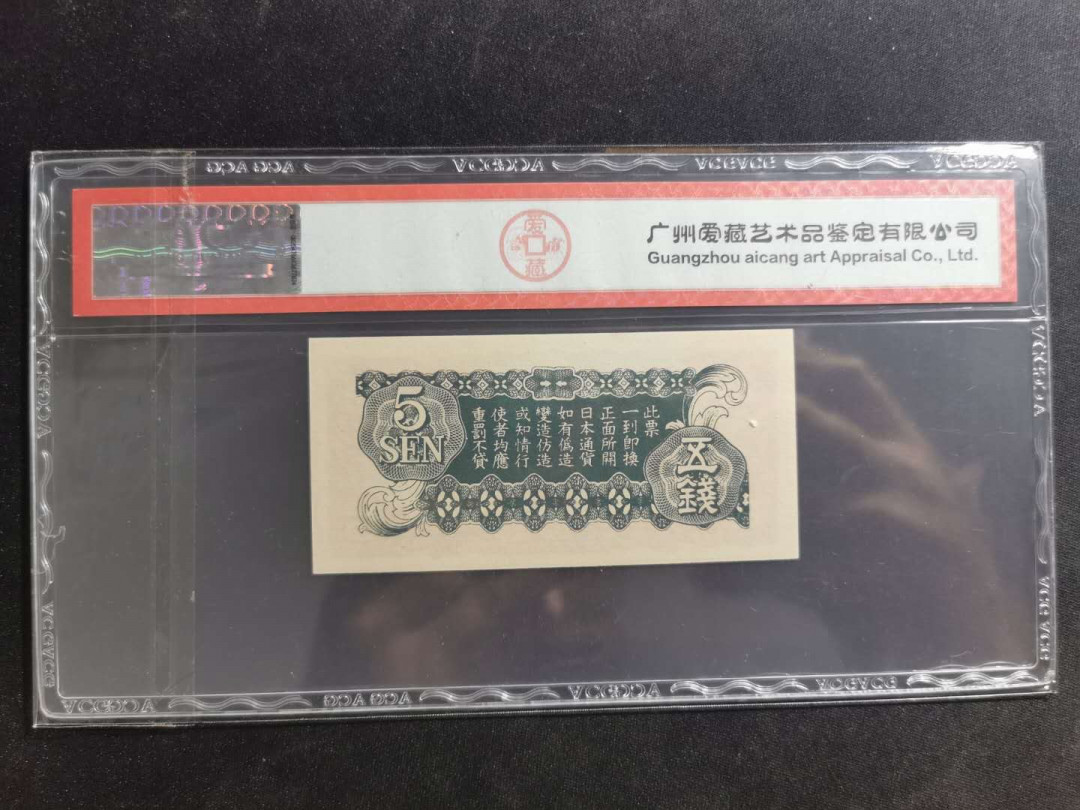 广州爱藏艺术品鉴定有限公司
Guangzhou aicang art Appraisal Co., Ltd.
爱
藏
5
SEN
此票
一到即換
正面所開
日本通貨
如有僞造
變造仿造
或知情行
使者均應
重罰不貸
五
錢